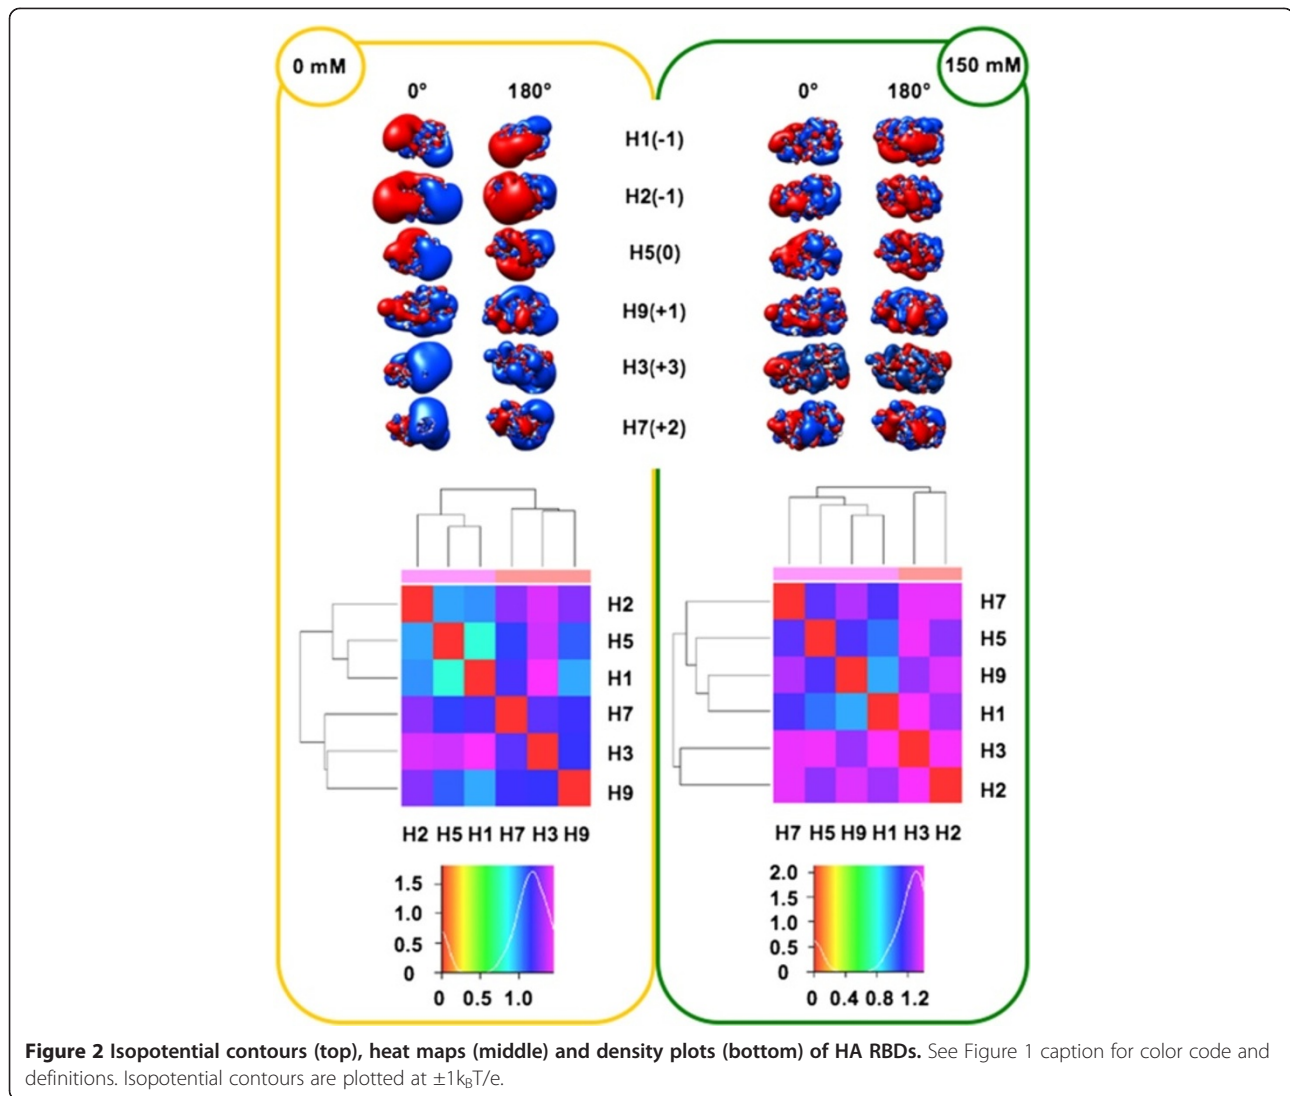 0 mM
150 mM
0° 180° 0° 180°
H1(-1)
H2(-1)
H5(0)
H9(+1)
H3(+3)
H7(+2)
H2
H5
H1
H7
H3
H9
H2 H5 H1 H7 H3 H9
1.5
1.0
0.5
0
0 0.5 1.0
H7
H5
H9
H1
H3
H2
H7 H5 H9 H1 H3 H2
2.0
1.5
1.0
0.5
0
0 0.4 0.8 1.2
Figure 2 Isopotential contours (top), heat maps (middle) and density plots (bottom) of HA RBDs. See Figure 1 caption for color code and
definitions. Isopotential contours are plotted at ±1k_BT/e.